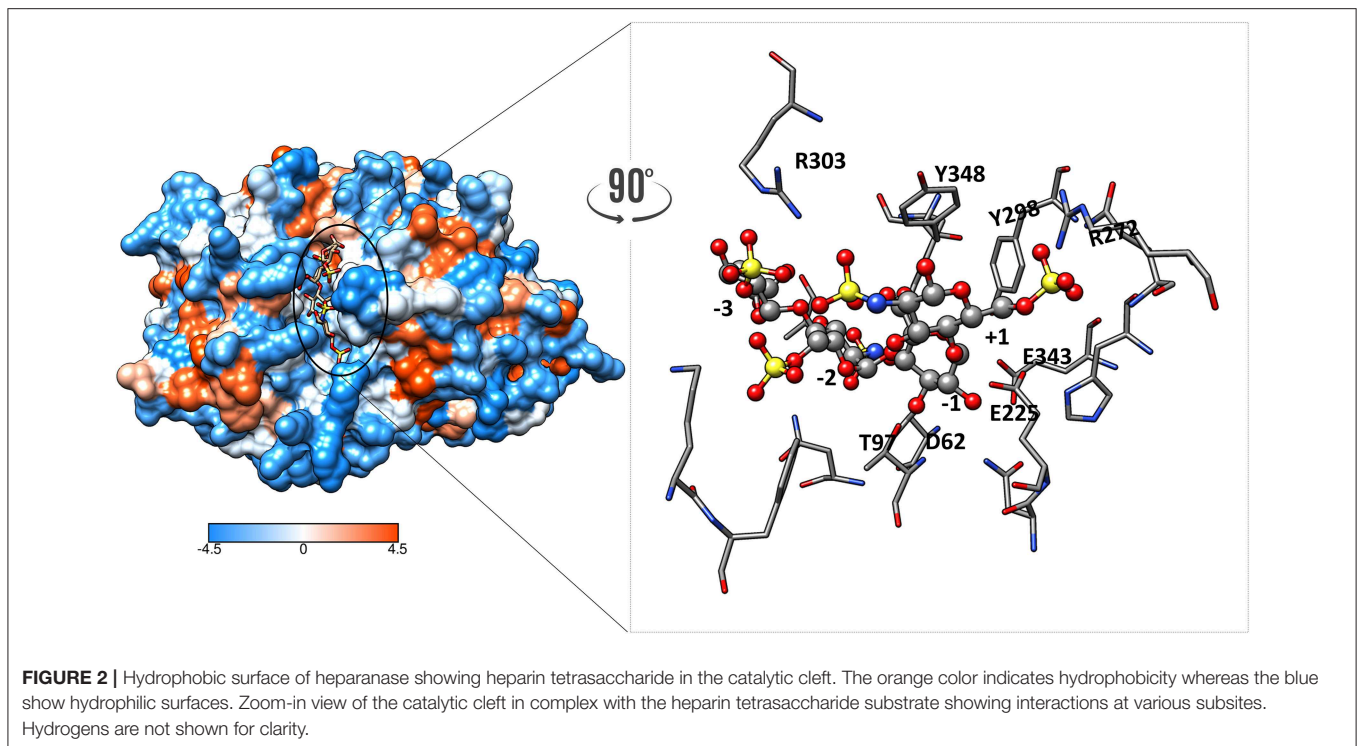 R303
Y348
90°
Y298
R272
-3
+1
E343
-2
-1
E225
T97
D62
-4.5
0
4.5
FIGURE 2 | Hydrophobic surface of heparanase showing heparin tetrasaccharide in the catalytic cleft. The orange color indicates hydrophobicity whereas the blue
show hydrophilic surfaces. Zoom-in view of the catalytic cleft in complex with the heparin tetrasaccharide substrate showing interactions at various subsites.
Hydrogens are not shown for clarity.